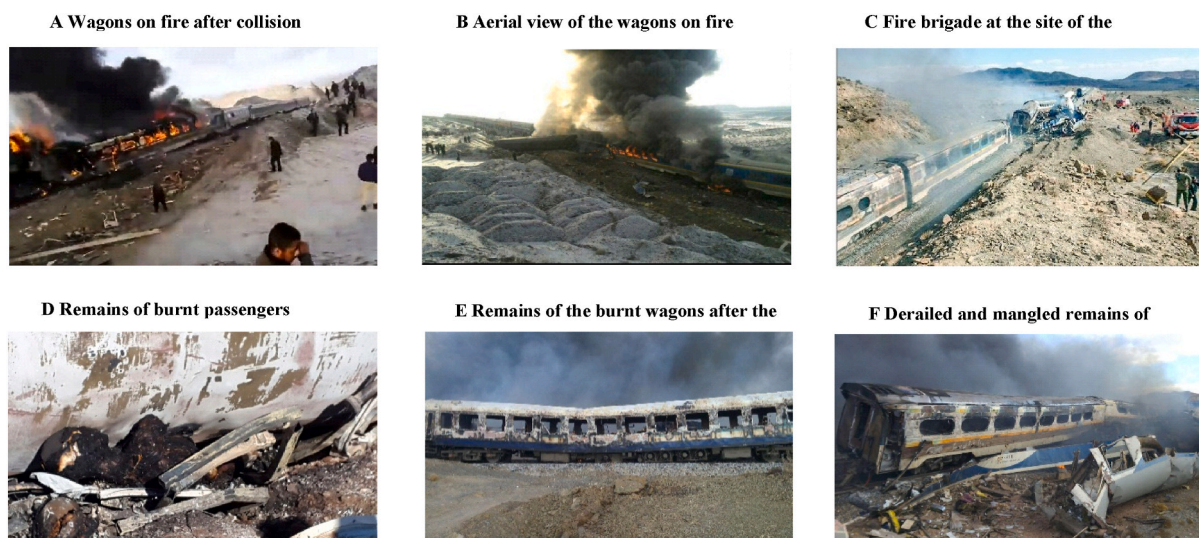 A Wagons on fire after collision
B Aerial view of the wagons on fire
C Fire brigade at the site of the
D Remains of burnt passengers
E Remains of the burnt wagons after the
F Derailed and mangled remains of